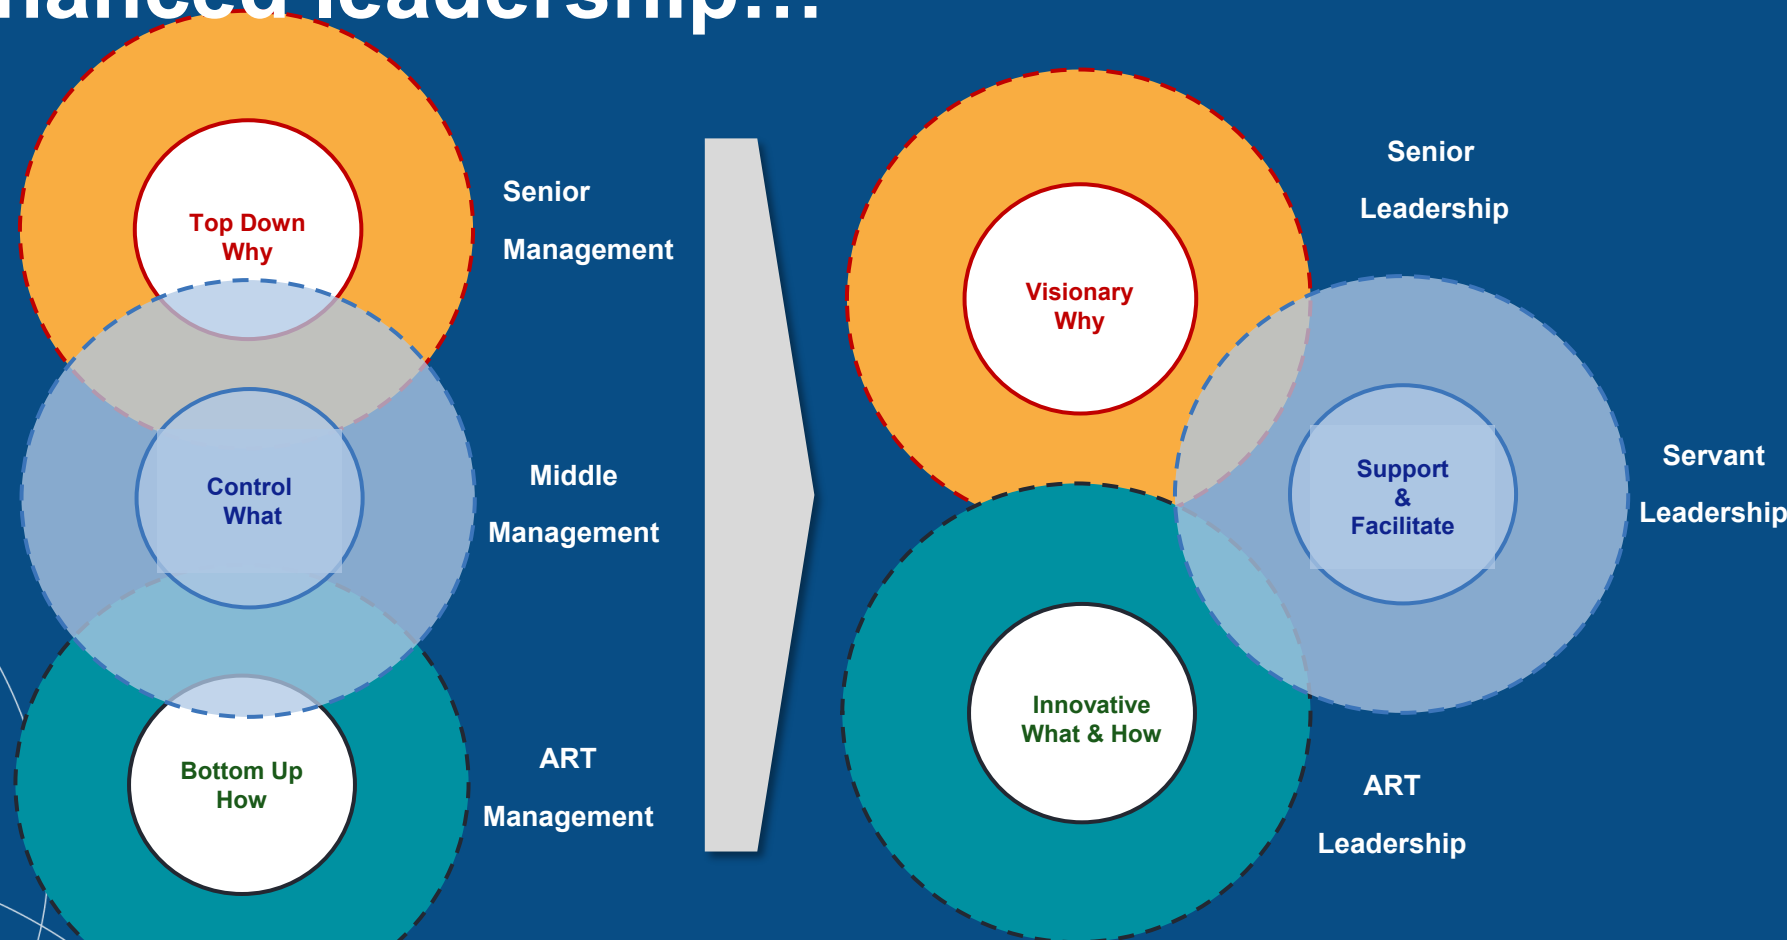 leadership...
Top Down
Why
Senior
Management
Control
What
Middle
Management
Bottom Up
How
ART
Management
Visionary
Why
Senior
Leadership
Support
&
Facilitate
Servant
Leadership
Innovative
What & How
ART
Leadership